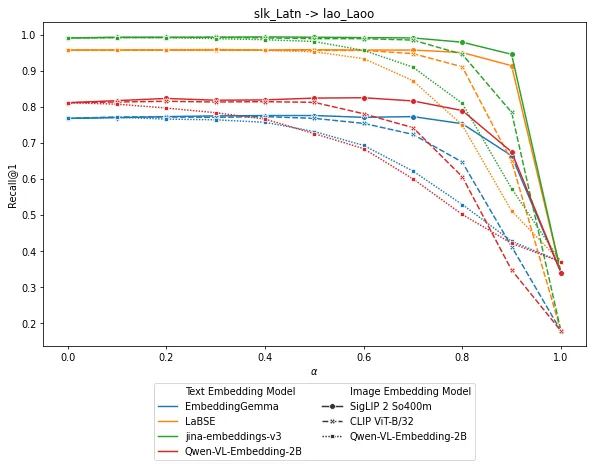 slk_Latn -> lao_Laoo
1.0
0.9
0.8
0.7
0.6
0.5
0.4
0.3
0.2
Recall@1
0.0 0.2 0.4 0.6 0.8 1.0
α
Text Embedding Model Image Embedding Model
EmbeddingGemma SigLIP 2 So400m
LaBSE CLIP ViT-B/32
jina-embeddings-v3 Qwen-VL-Embedding-2B
Qwen-VL-Embedding-2B